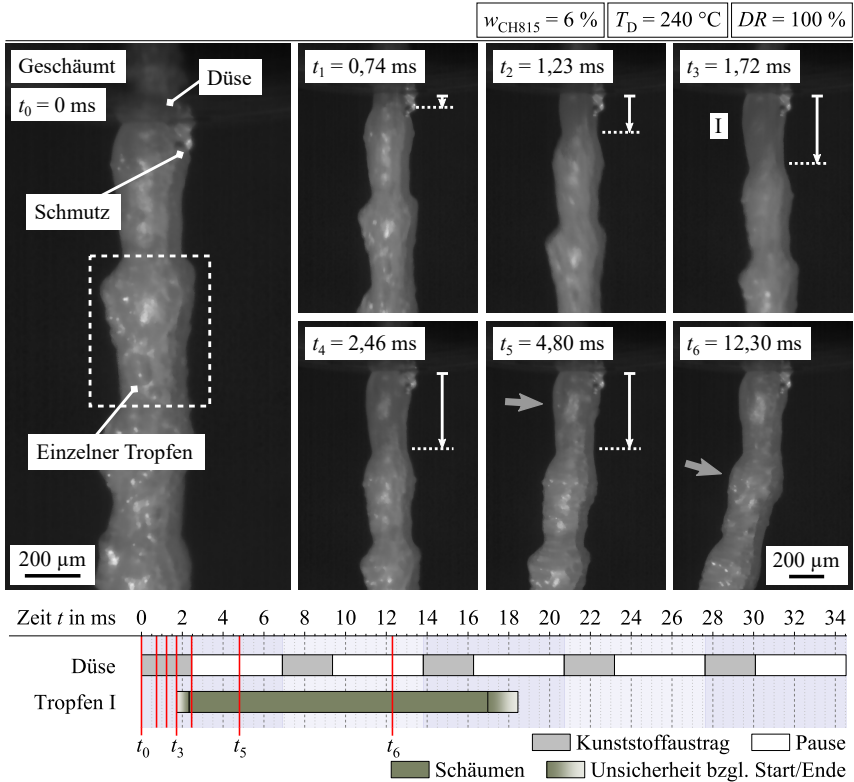 w_CH815 = 6 %
T_D = 240 °C
DR = 100 %
Geschäumt
t_0 = 0 ms
Düse
Schmutz
Einzelner Tropfen
200 µm
t_1 = 0,74 ms
t_2 = 1,23 ms
t_3 = 1,72 ms
I
t_4 = 2,46 ms
t_5 = 4,80 ms
t_6 = 12,30 ms
200 µm
Zeit t in ms 0 2 4 6 8 10 12 14 16 18 20 22 24 26 28 30 32 34
Düse
Tropfen I
t_0 t_3 t_5 t_6
Kunststoffaustrag Pause
Schäumen Unsicherheit bzgl. Start/Ende